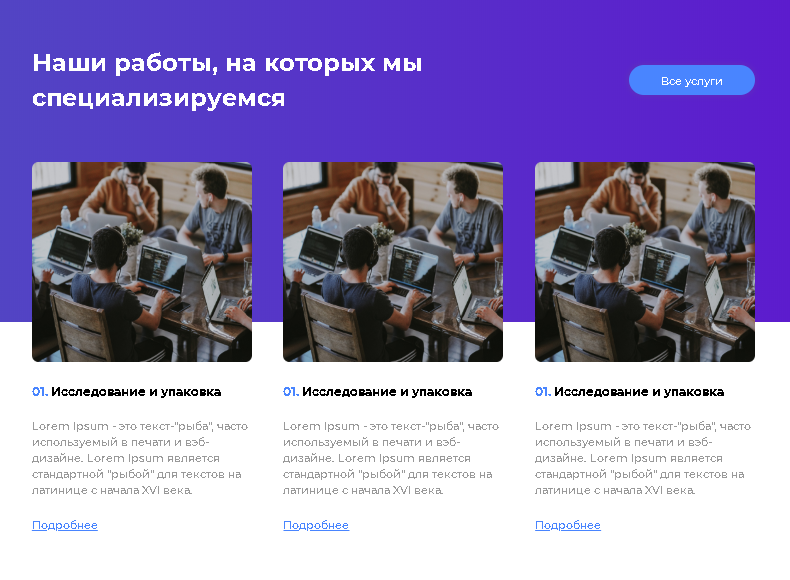 Наши работы, на которых мы
специализируемся
Все услуги
01. Исследование и упаковка
Lorem Ipsum - это текст-"рыба", часто
используемый в печати и вэб-
дизайне. Lorem Ipsum является
стандартной "рыбой" для текстов на
латинице с начала XVI века.
Подробнее
01. Исследование и упаковка
Lorem Ipsum - это текст-"рыба", часто
используемый в печати и вэб-
дизайне. Lorem Ipsum является
стандартной "рыбой" для текстов на
латинице с начала XVI века.
Подробнее
01. Исследование и упаковка
Lorem Ipsum - это текст-"рыба", часто
используемый в печати и вэб-
дизайне. Lorem Ipsum является
стандартной "рыбой" для текстов на
латинице с начала XVI века.
Подробнее